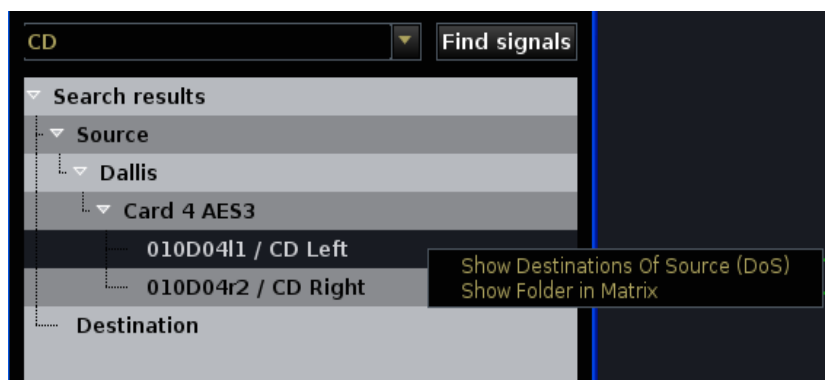 CD
Find signals
Search results
Source
Dallis
Card 4 AES3
010D04l1 / CD Left
010D04r2 / CD Right
Destination
Show Destinations Of Source (DoS)
Show Folder in Matrix